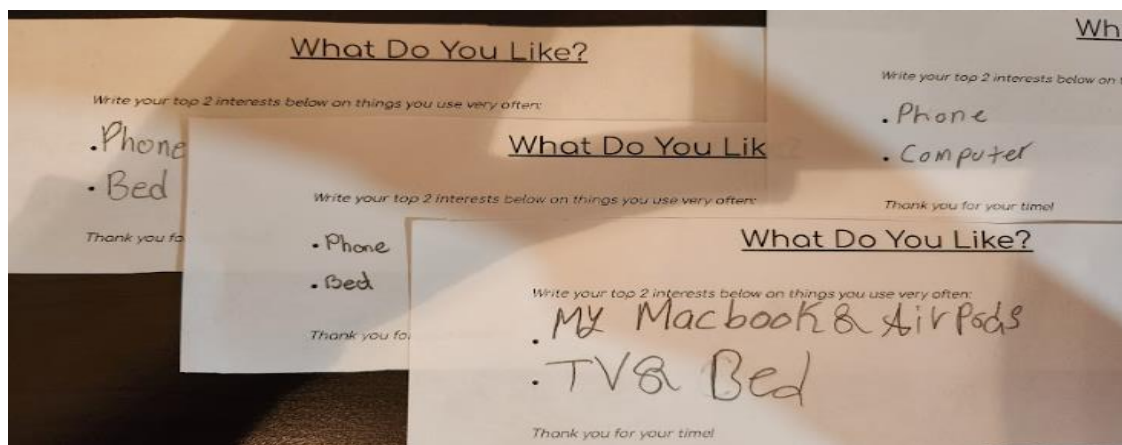 What Do You Like?
Write your top 2 interests below on things you use very often:
• Phone
• Bed
Thank you fo
What Do You Lik
Write your top 2 interests below on things you use very often:
• Phone
• Bed
Thank you fo
Wh
Write your top 2 interests below on
• Phone
• Computer
Thank you for your time!
What Do You Like?
Write your top 2 interests below on things you use very often:
• My Macbook & AirPods
• TV & Bed
Thank you for your time!